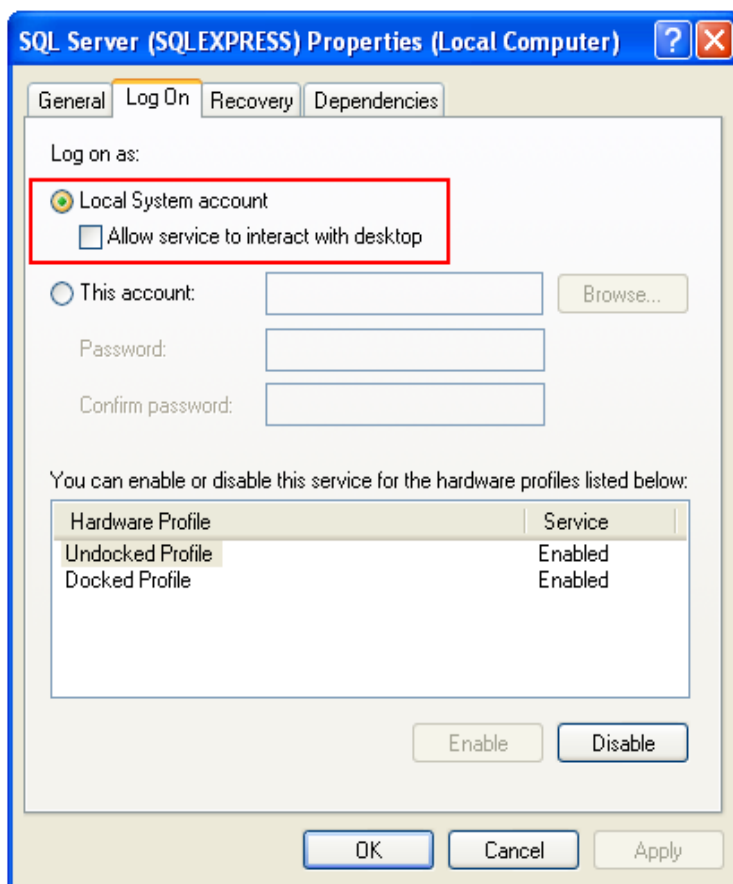 SQL Server (SQLEXPRESS) Properties (Local Computer)
General Log On Recovery Dependencies
Log on as:
Local System account
Allow service to interact with desktop
This account: Browse...
Password:
Confirm password:
You can enable or disable this service for the hardware profiles listed below:
Hardware Profile Service
Undocked Profile Enabled
Docked Profile Enabled
Enable Disable
OK Cancel Apply